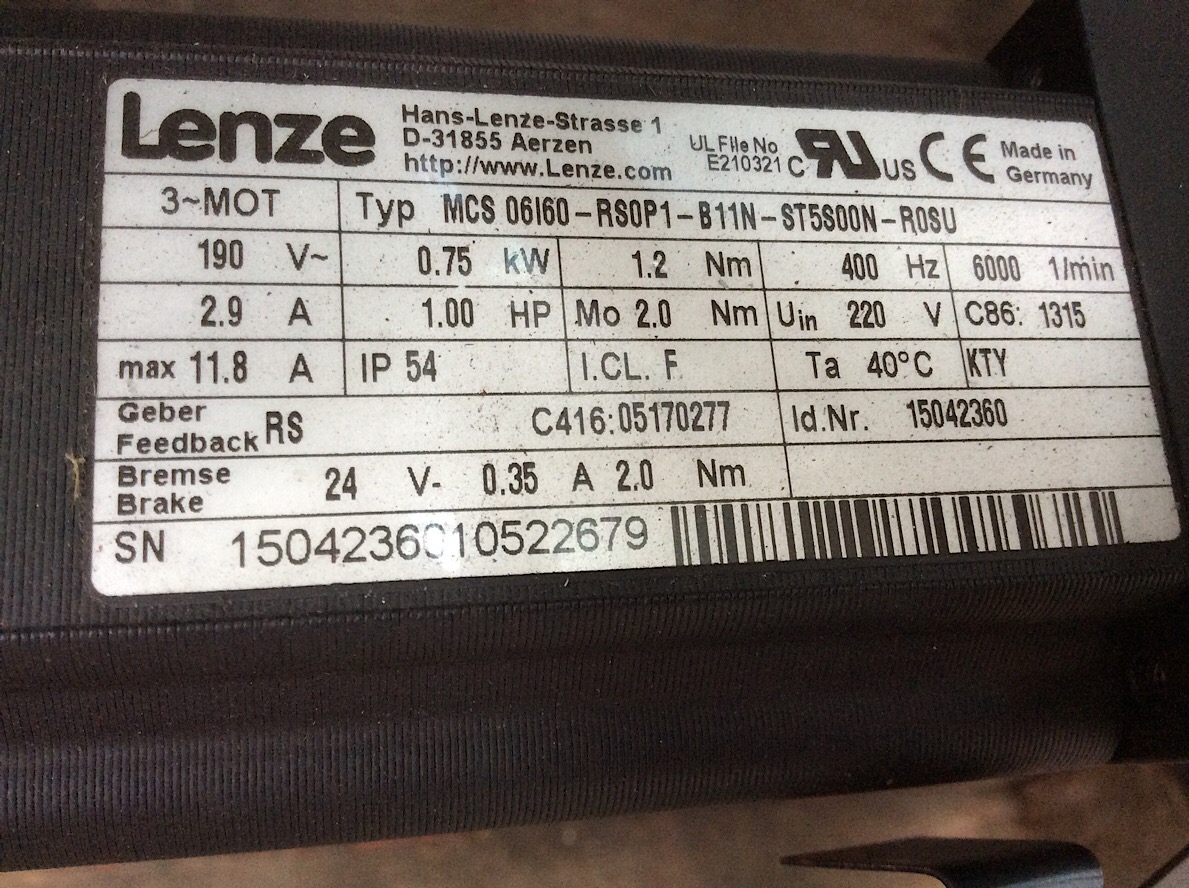 Lenze
Hans-Lenze-Strasse 1
D-31855 Aerzen
http://www.Lenze.com
UL File No
E210321
C RU US CE
Made in
Germany
3~MOT Typ MCS 06I60-RS0P1-B11N-ST5S00N-R0SU
190 V~ 0.75 kW 1.2 Nm 400 Hz 6000 1/min
2.9 A 1.00 HP Mo 2.0 Nm Uin 220 V C86: 1315
max 11.8 A IP 54 I.CL. F Ta 40°C KTY
Geber
Feedback RS C416:05170277 Id.Nr. 15042360
Bremse
Brake 24 V- 0.35 A 2.0 Nm
SN 1504236010522679